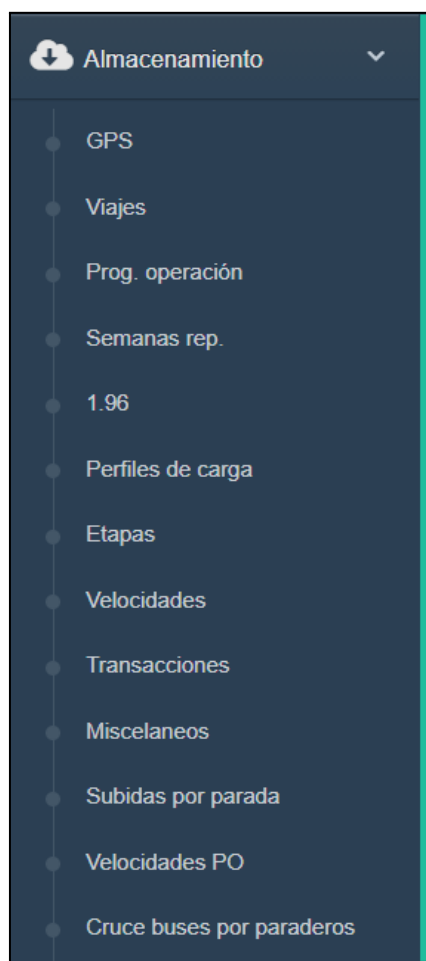 Almacenamiento
GPS
Viajes
Prog. operación
Semanas rep.
1.96
Perfiles de carga
Etapas
Velocidades
Transacciones
Miscelaneos
Subidas por parada
Velocidades PO
Cruce buses por paraderos